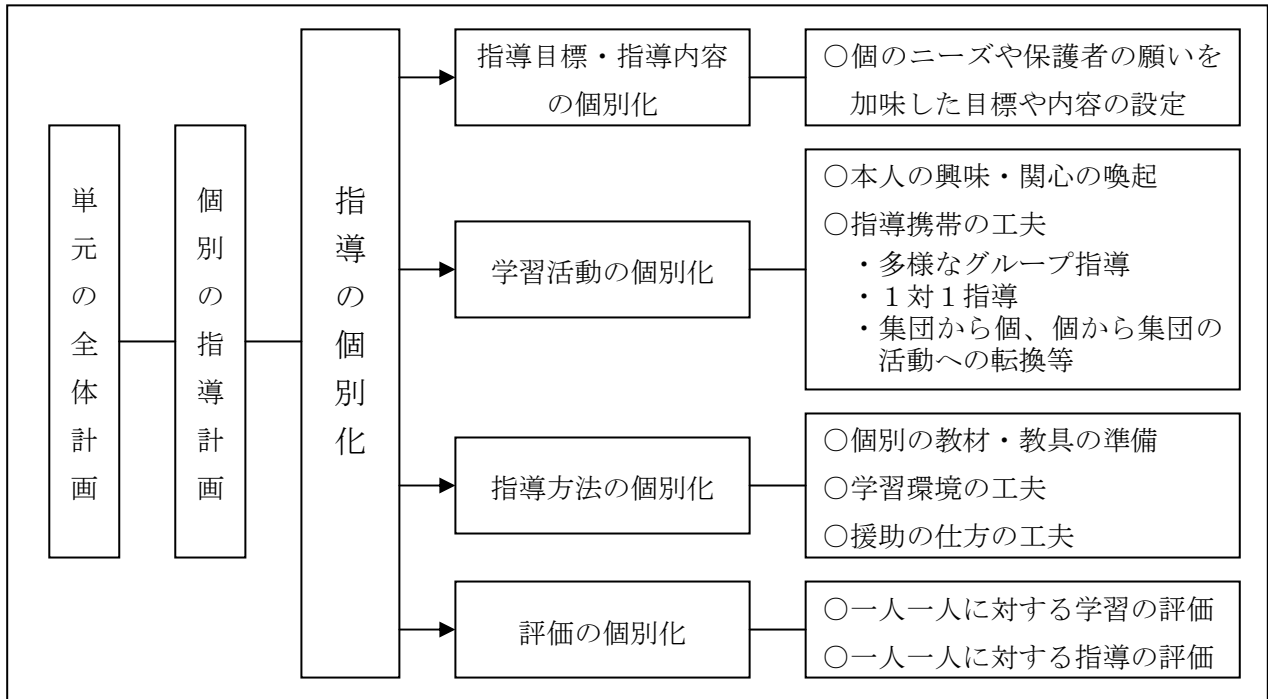 単元の全体計画
個別の指導計画
指導の個別化
指導目標・指導内容
の個別化
○個のニーズや保護者の願いを
加味した目標や内容の設定
学習活動の個別化
○本人の興味・関心の喚起
○指導携帯の工夫
・多様なグループ指導
・１対１指導
・集団から個、個から集団の
活動への転換等
指導方法の個別化
○個別の教材・教具の準備
○学習環境の工夫
○援助の仕方の工夫
評価の個別化
○一人一人に対する学習の評価
○一人一人に対する指導の評価